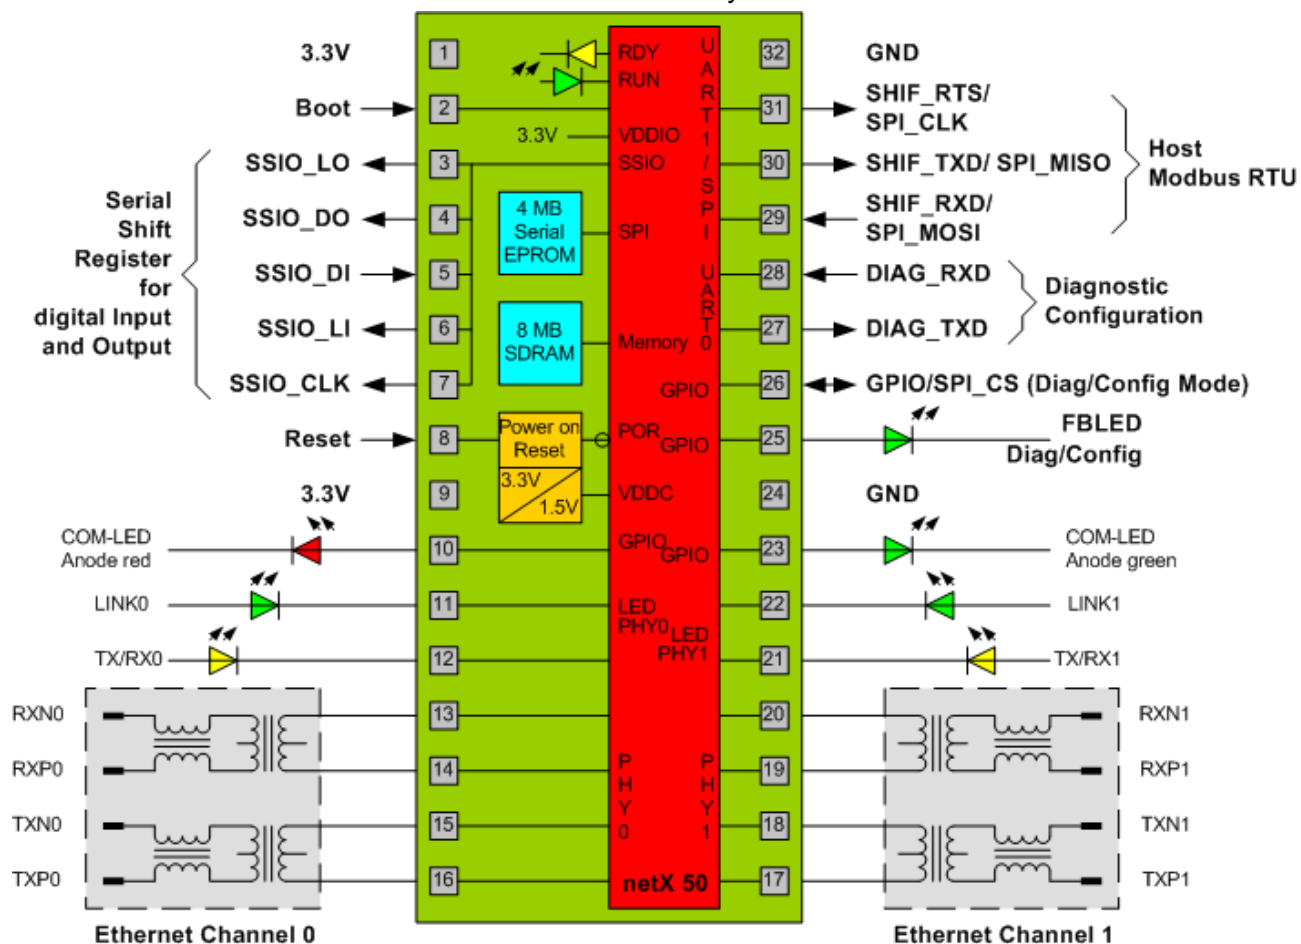 3.3V
Boot
SSIO_LO
SSIO_DO
SSIO_DI
SSIO_LI
SSIO_CLK
Serial
Shift
Register
for
digital Input
and Output
Reset
3.3V
COM-LED
Anode red
LINK0
TX/RX0
RXN0
RXP0
TXN0
TXP0
Ethernet Channel 0
1
2
3
4
5
6
7
8
9
10
11
12
13
14
15
16
3.3V
4 MB
Serial
EPROM
8 MB
SDRAM
Power on
Reset
3.3V
1.5V
RDY
RUN
VDDIO
SSIO
SPI
Memory
GPIO
POR
GPIO
VDDC
GPIO
GPIO
LED
PHY0
LED
PHY1
UART1/SPI
UART0
PHY0
PHY1
netX 50
32
31
30
29
28
27
26
25
24
23
22
21
20
19
18
17
GND
SHIF_RTS/
SPI_CLK
SHIF_TXD/ SPI_MISO
SHIF_RXD/
SPI_MOSI
Host
Modbus RTU
DIAG_RXD
DIAG_TXD
Diagnostic
Configuration
GPIO/SPI_CS (Diag/Config Mode)
FBLED
Diag/Config
GND
COM-LED
Anode green
LINK1
TX/RX1
RXN1
RXP1
TXN1
TXP1
Ethernet Channel 1